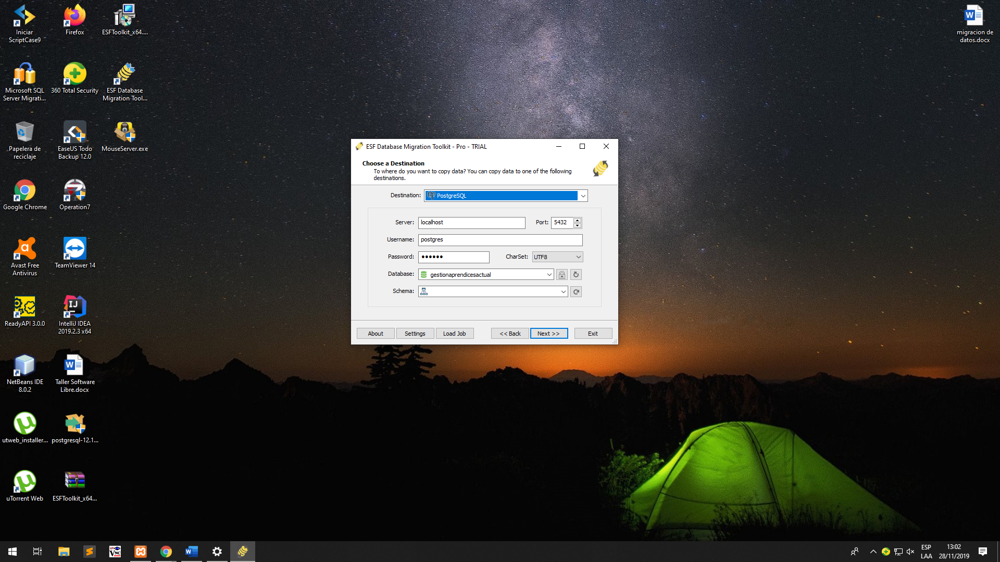 Iniciar
ScriptCase9
Firefox
ESFToolkit_x64....
migracion de
datos.docx
Microsoft SQL
Server Migrati...
360 Total Security
ESF Database
Migration Tool...
Papelera de
reciclaje
EaseUS Todo
Backup 12.0
MouseServer.exe
Google Chrome
Operation7
Avast Free
Antivirus
TeamViewer 14
ReadyAPI 3.0.0
IntelliJ IDEA
2019.2.3 x64
NetBeans IDE
8.0.2
Taller Software
Libre.docx
utweb_installer...
postgresql-12.1...
uTorrent Web
ESFToolkit_x64...
ESF Database Migration Toolkit - Pro - TRIAL
Choose a Destination
To where do you want to copy data? You can copy data to one of the following
destinations.
Destination: PostgreSQL
Server: localhost Port: 5432
Username: postgres
Password: •••••• CharSet: UTF8
Database: gestionaprendicesactual
Schema:
About Settings Load Job << Back Next >> Exit
ESP
LAA
13:02
28/11/2019